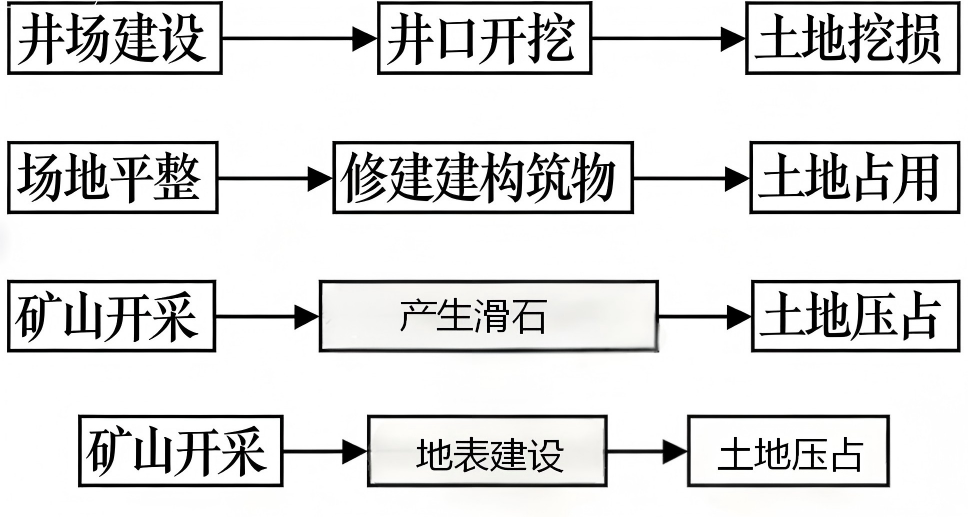 井场建设 井口开挖 土地挖损
场地平整 修建建构筑物 土地占用
矿山开采 产生滑石 土地压占
矿山开采 地表建设 土地压占